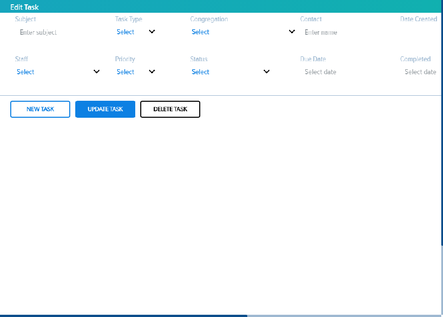 Edit Task
Subject Task Type Congregation Contact Date Created
Enter subject Select Select Enter name
Staff Priority Status Due Date Completed
Select Select Select Select date Select date
NEW TASK UPDATE TASK DELETE TASK